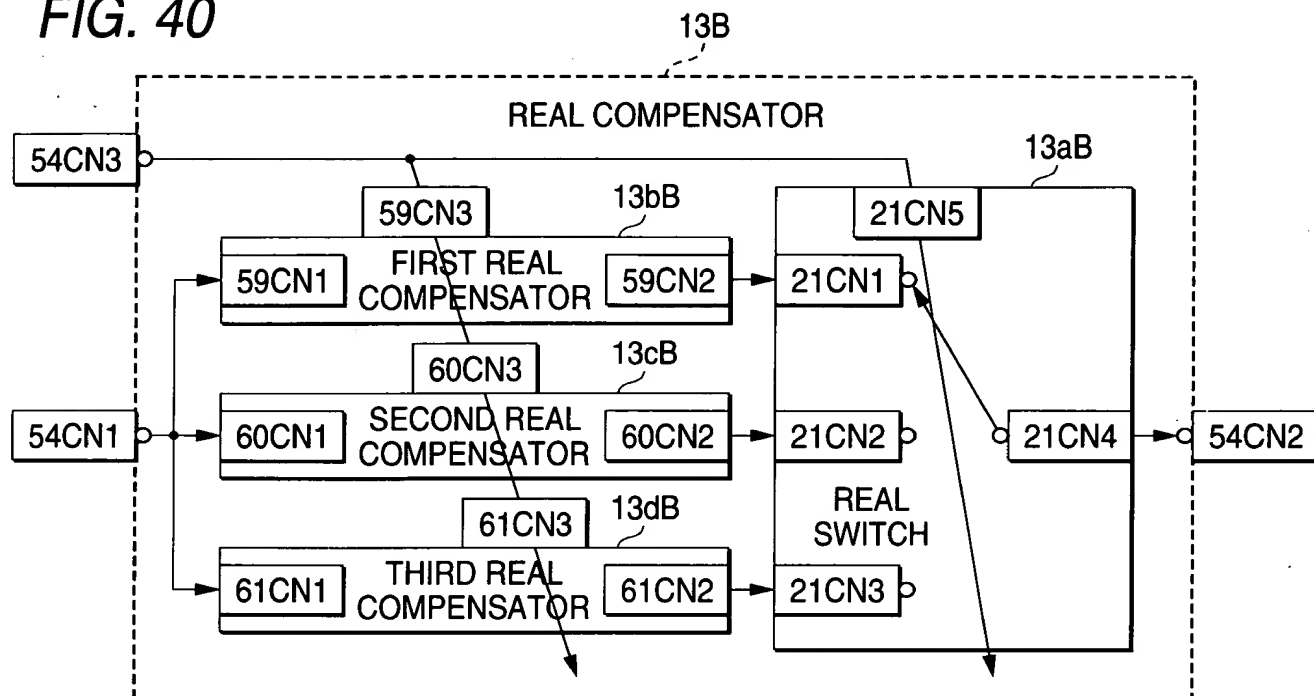 FIG. 40
13B
REAL COMPENSATOR
54CN3
13aB
59CN3
13bB
21CN5
59CN1
FIRST REAL
COMPENSATOR
59CN2
21CN1
60CN3
13cB
54CN1
60CN1
SECOND REAL
COMPENSATOR
60CN2
21CN2
21CN4
54CN2
REAL
SWITCH
61CN3
13dB
61CN1
THIRD REAL
COMPENSATOR
61CN2
21CN3